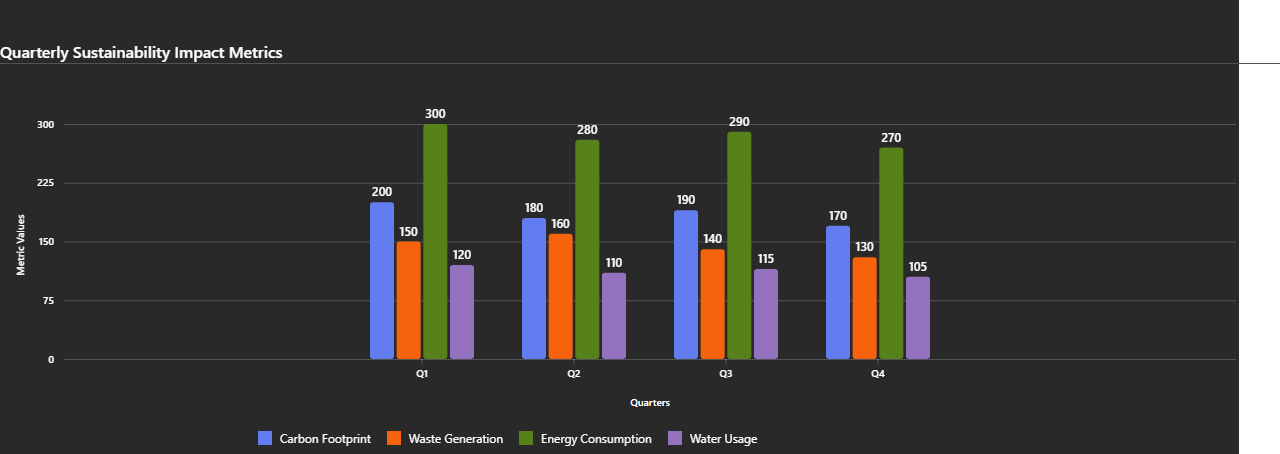 Quarterly Sustainability Impact Metrics
300
225
150
75
0
Metric Values
200 150 300 120
180 160 280 110
190 140 290 115
170 130 270 105
Q1 Q2 Q3 Q4
Quarters
Carbon Footprint Waste Generation Energy Consumption Water Usage